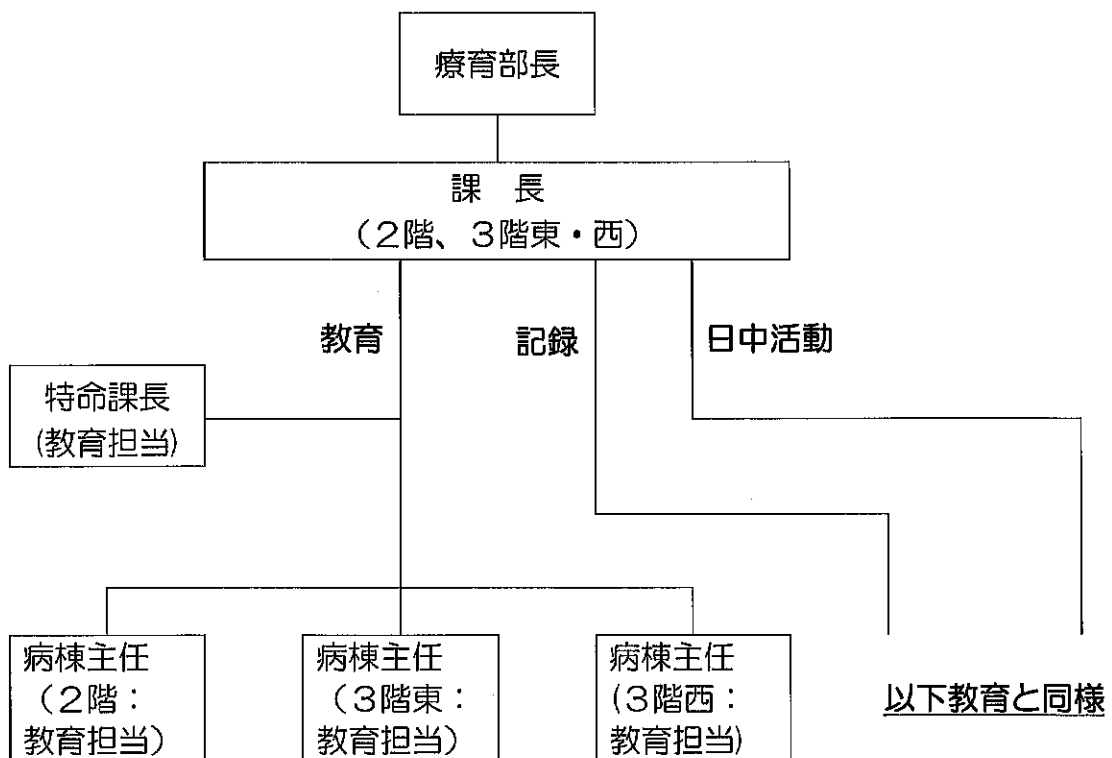 療育部長
課　長
（２階、３階東・西）
教育
記録
日中活動
特命課長
(教育担当)
病棟主任
（２階：
教育担当）
病棟主任
（３階東：
教育担当）
病棟主任
(３階西：
教育担当)
以下教育と同様